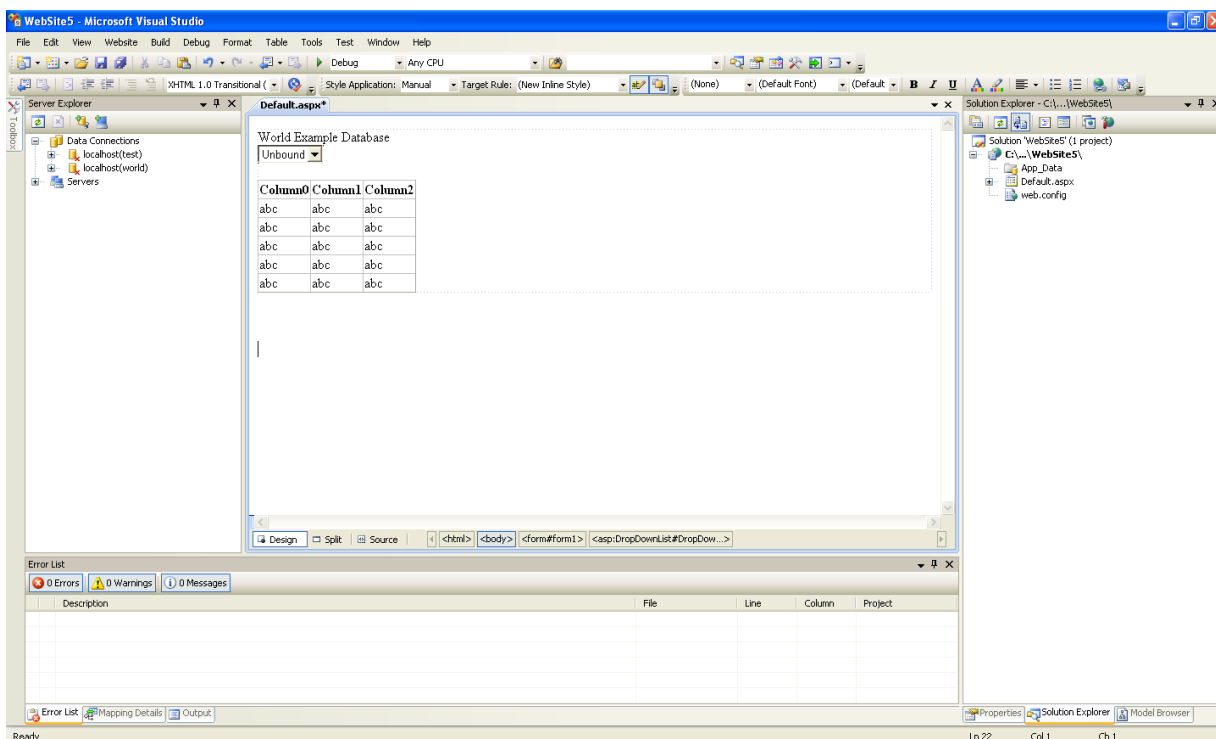 WebSite5 - Microsoft Visual Studio
File Edit View Website Build Debug Format Table Tools Test Window Help
Debug Any CPU
XHTML 1.0 Transitional ( Style Application: Manual Target Rule: (New Inline Style) (None) (Default Font) (Default B I U A
Server Explorer
Toolbox
Data Connections
localhost(test)
localhost(world)
Servers
Default.aspx*
World Example Database
Unbound
Column0 Column1 Column2
abc abc abc
abc abc abc
abc abc abc
abc abc abc
abc abc abc
Design Split Source <html> <body> <form#form1> <asp:DropDownList#DropDow...>
Solution Explorer - C:\...\WebSite5\
Solution 'WebSite5' (1 project)
C:\...\WebSite5\
App_Data
Default.aspx
web.config
Error List
0 Errors 0 Warnings 0 Messages
Description File Line Column Project
Error List Mapping Details Output
Properties Solution Explorer Model Browser
Ready Ln 22 Col 1 Ch 1